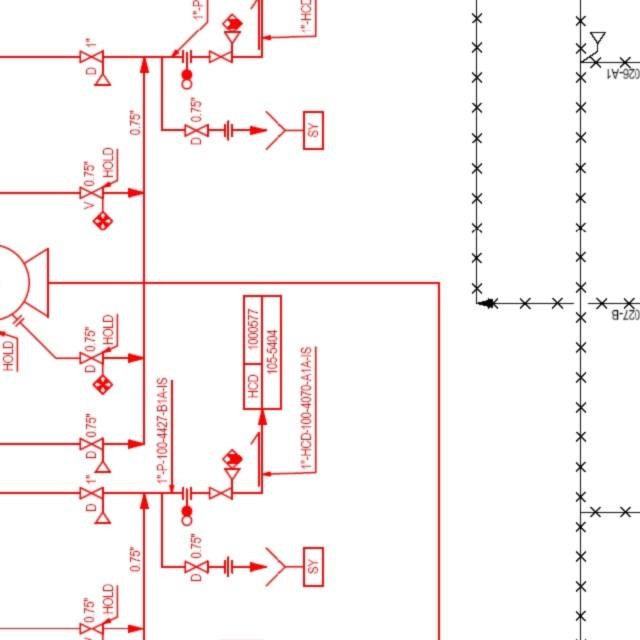 1"-P
1"-HCD
1"
D
0.75"
0.75"
D
SY
026-A1
HOLD
0.75"
V
HOLD
HOLD
0.75"
D
HCD
1000577
105-5404
027-B
0.75"
D
1"-P-100-4427-B1A-IS
1"-HCD-100-4070-A1A-IS
1"
D
0.75"
0.75"
D
SY
HOLD
0.75"